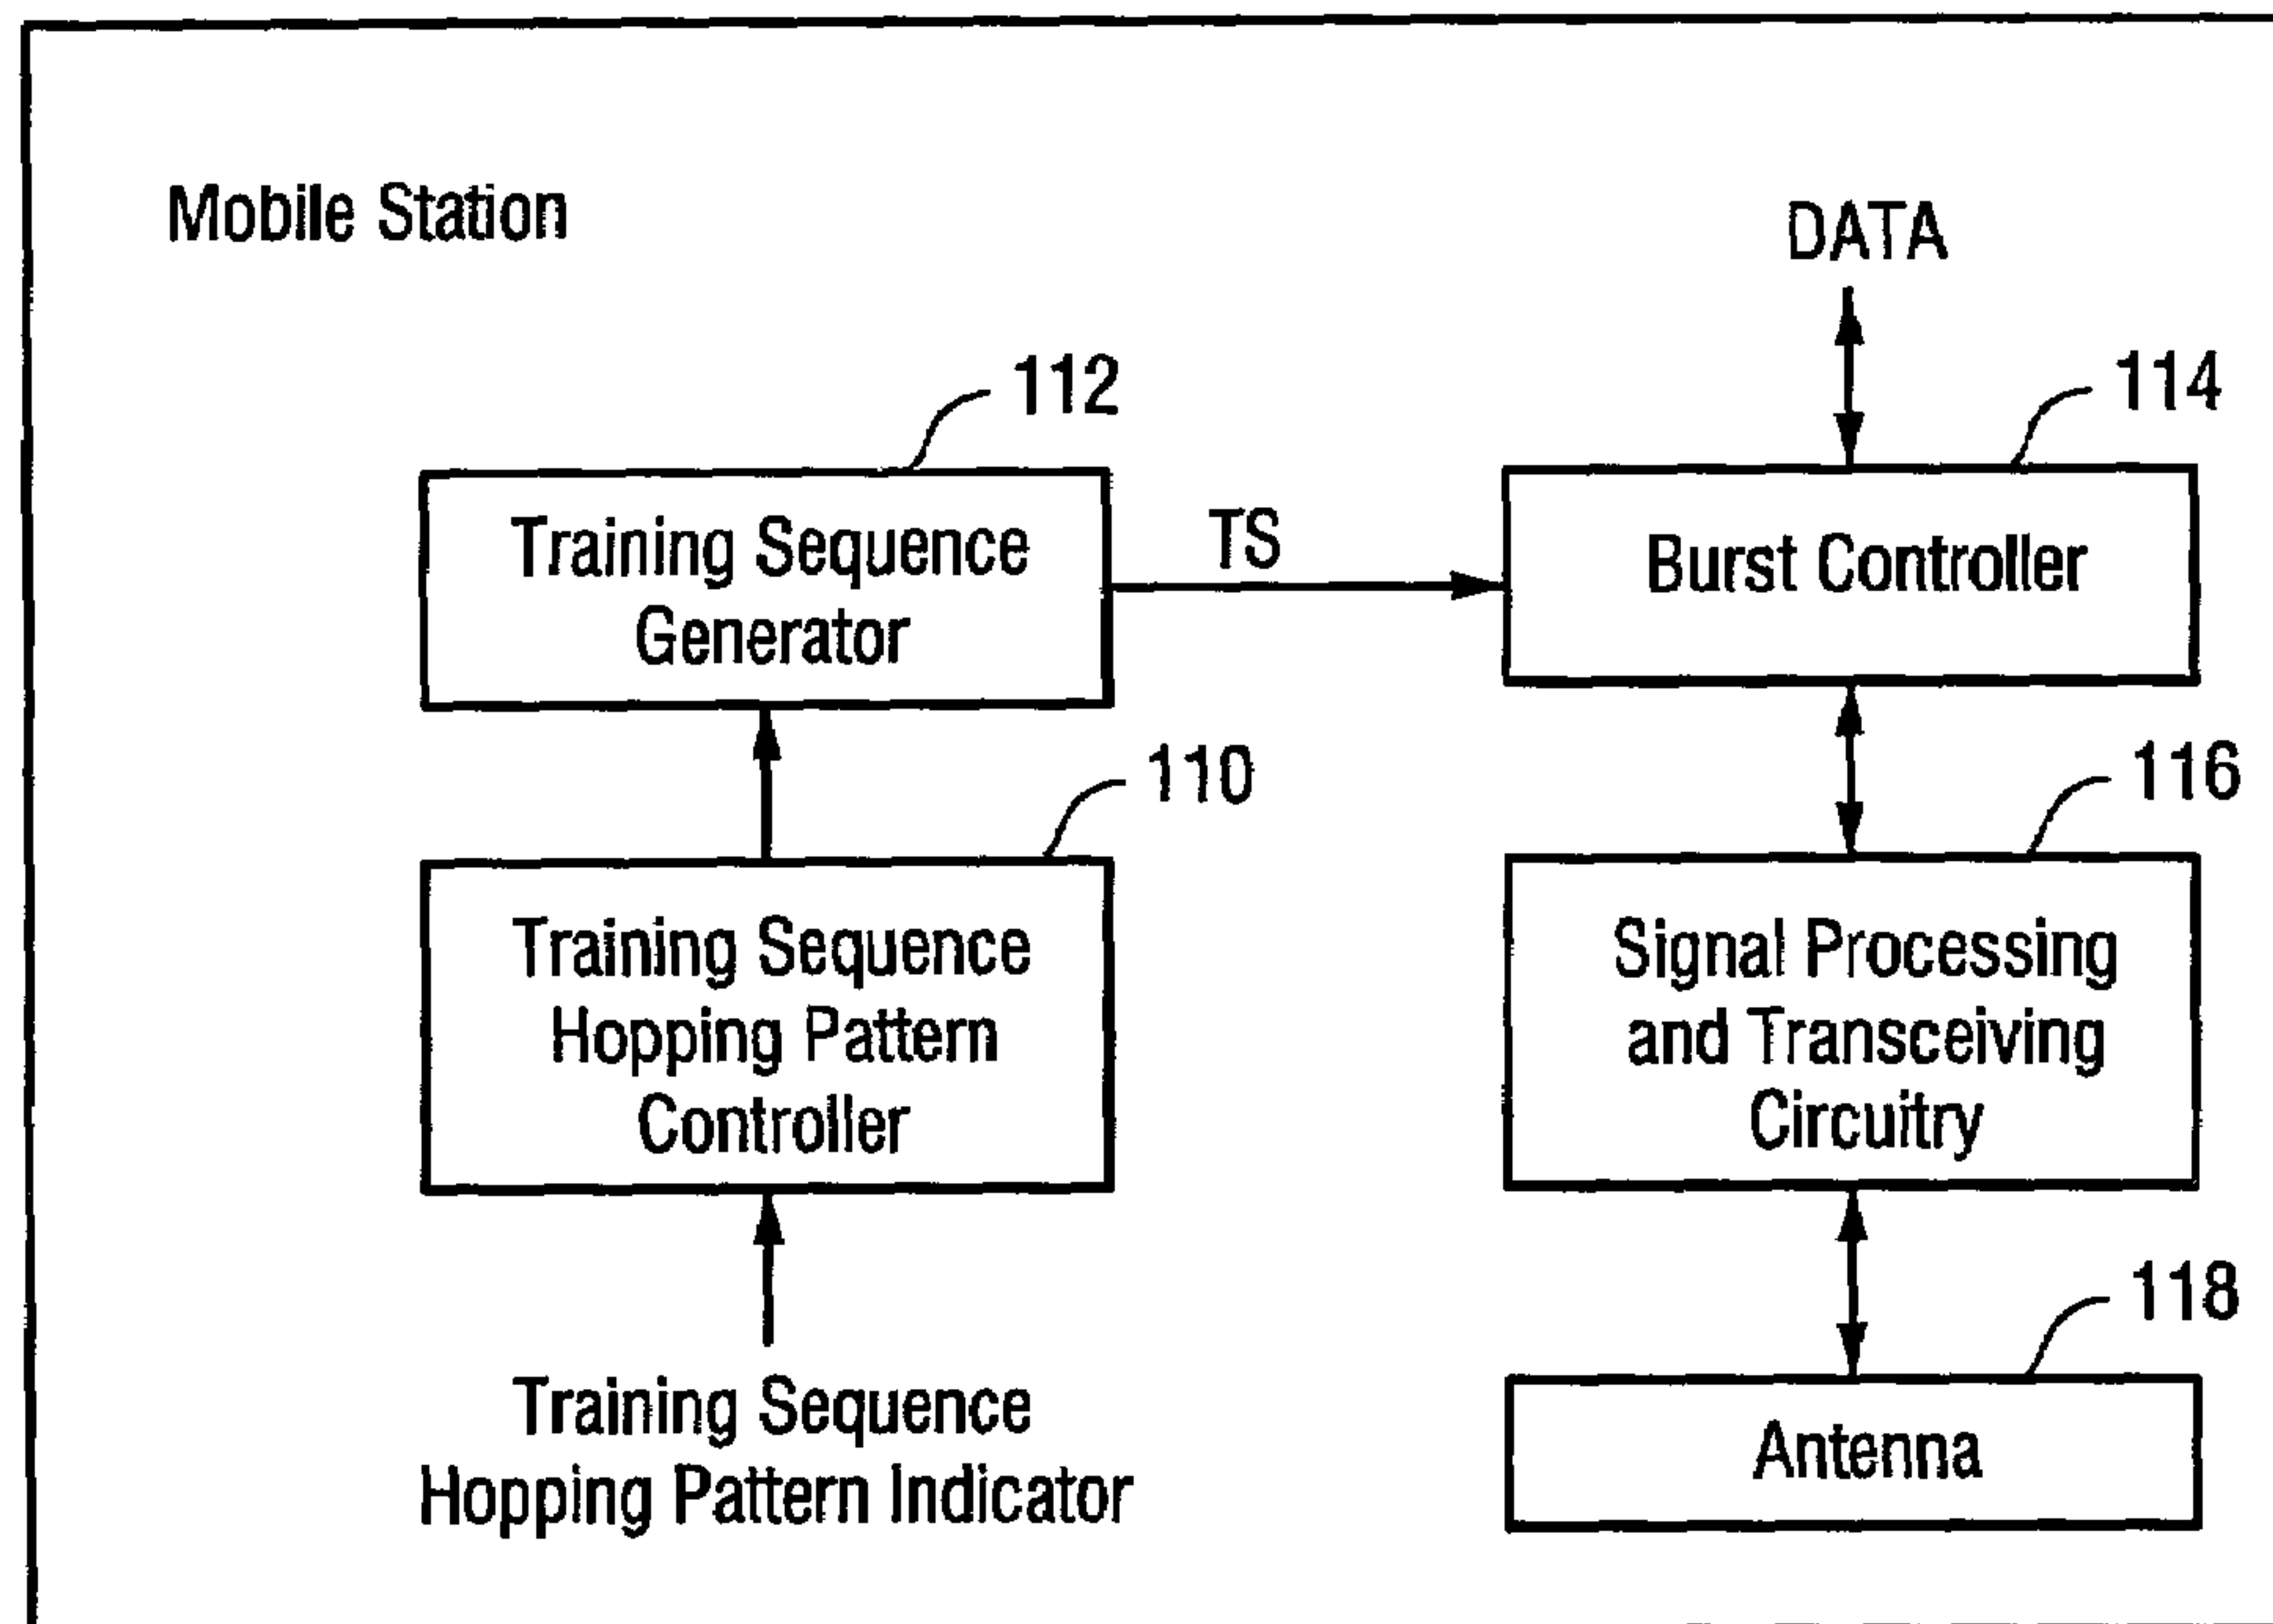 Mobile Station
DATA
112
114
Training Sequence
Generator
TS
Burst Controller
110
116
Training Sequence
Hopping Pattern
Controller
Signal Processing
and Transceiving
Circuitry
118
Training Sequence
Hopping Pattern Indicator
Antenna